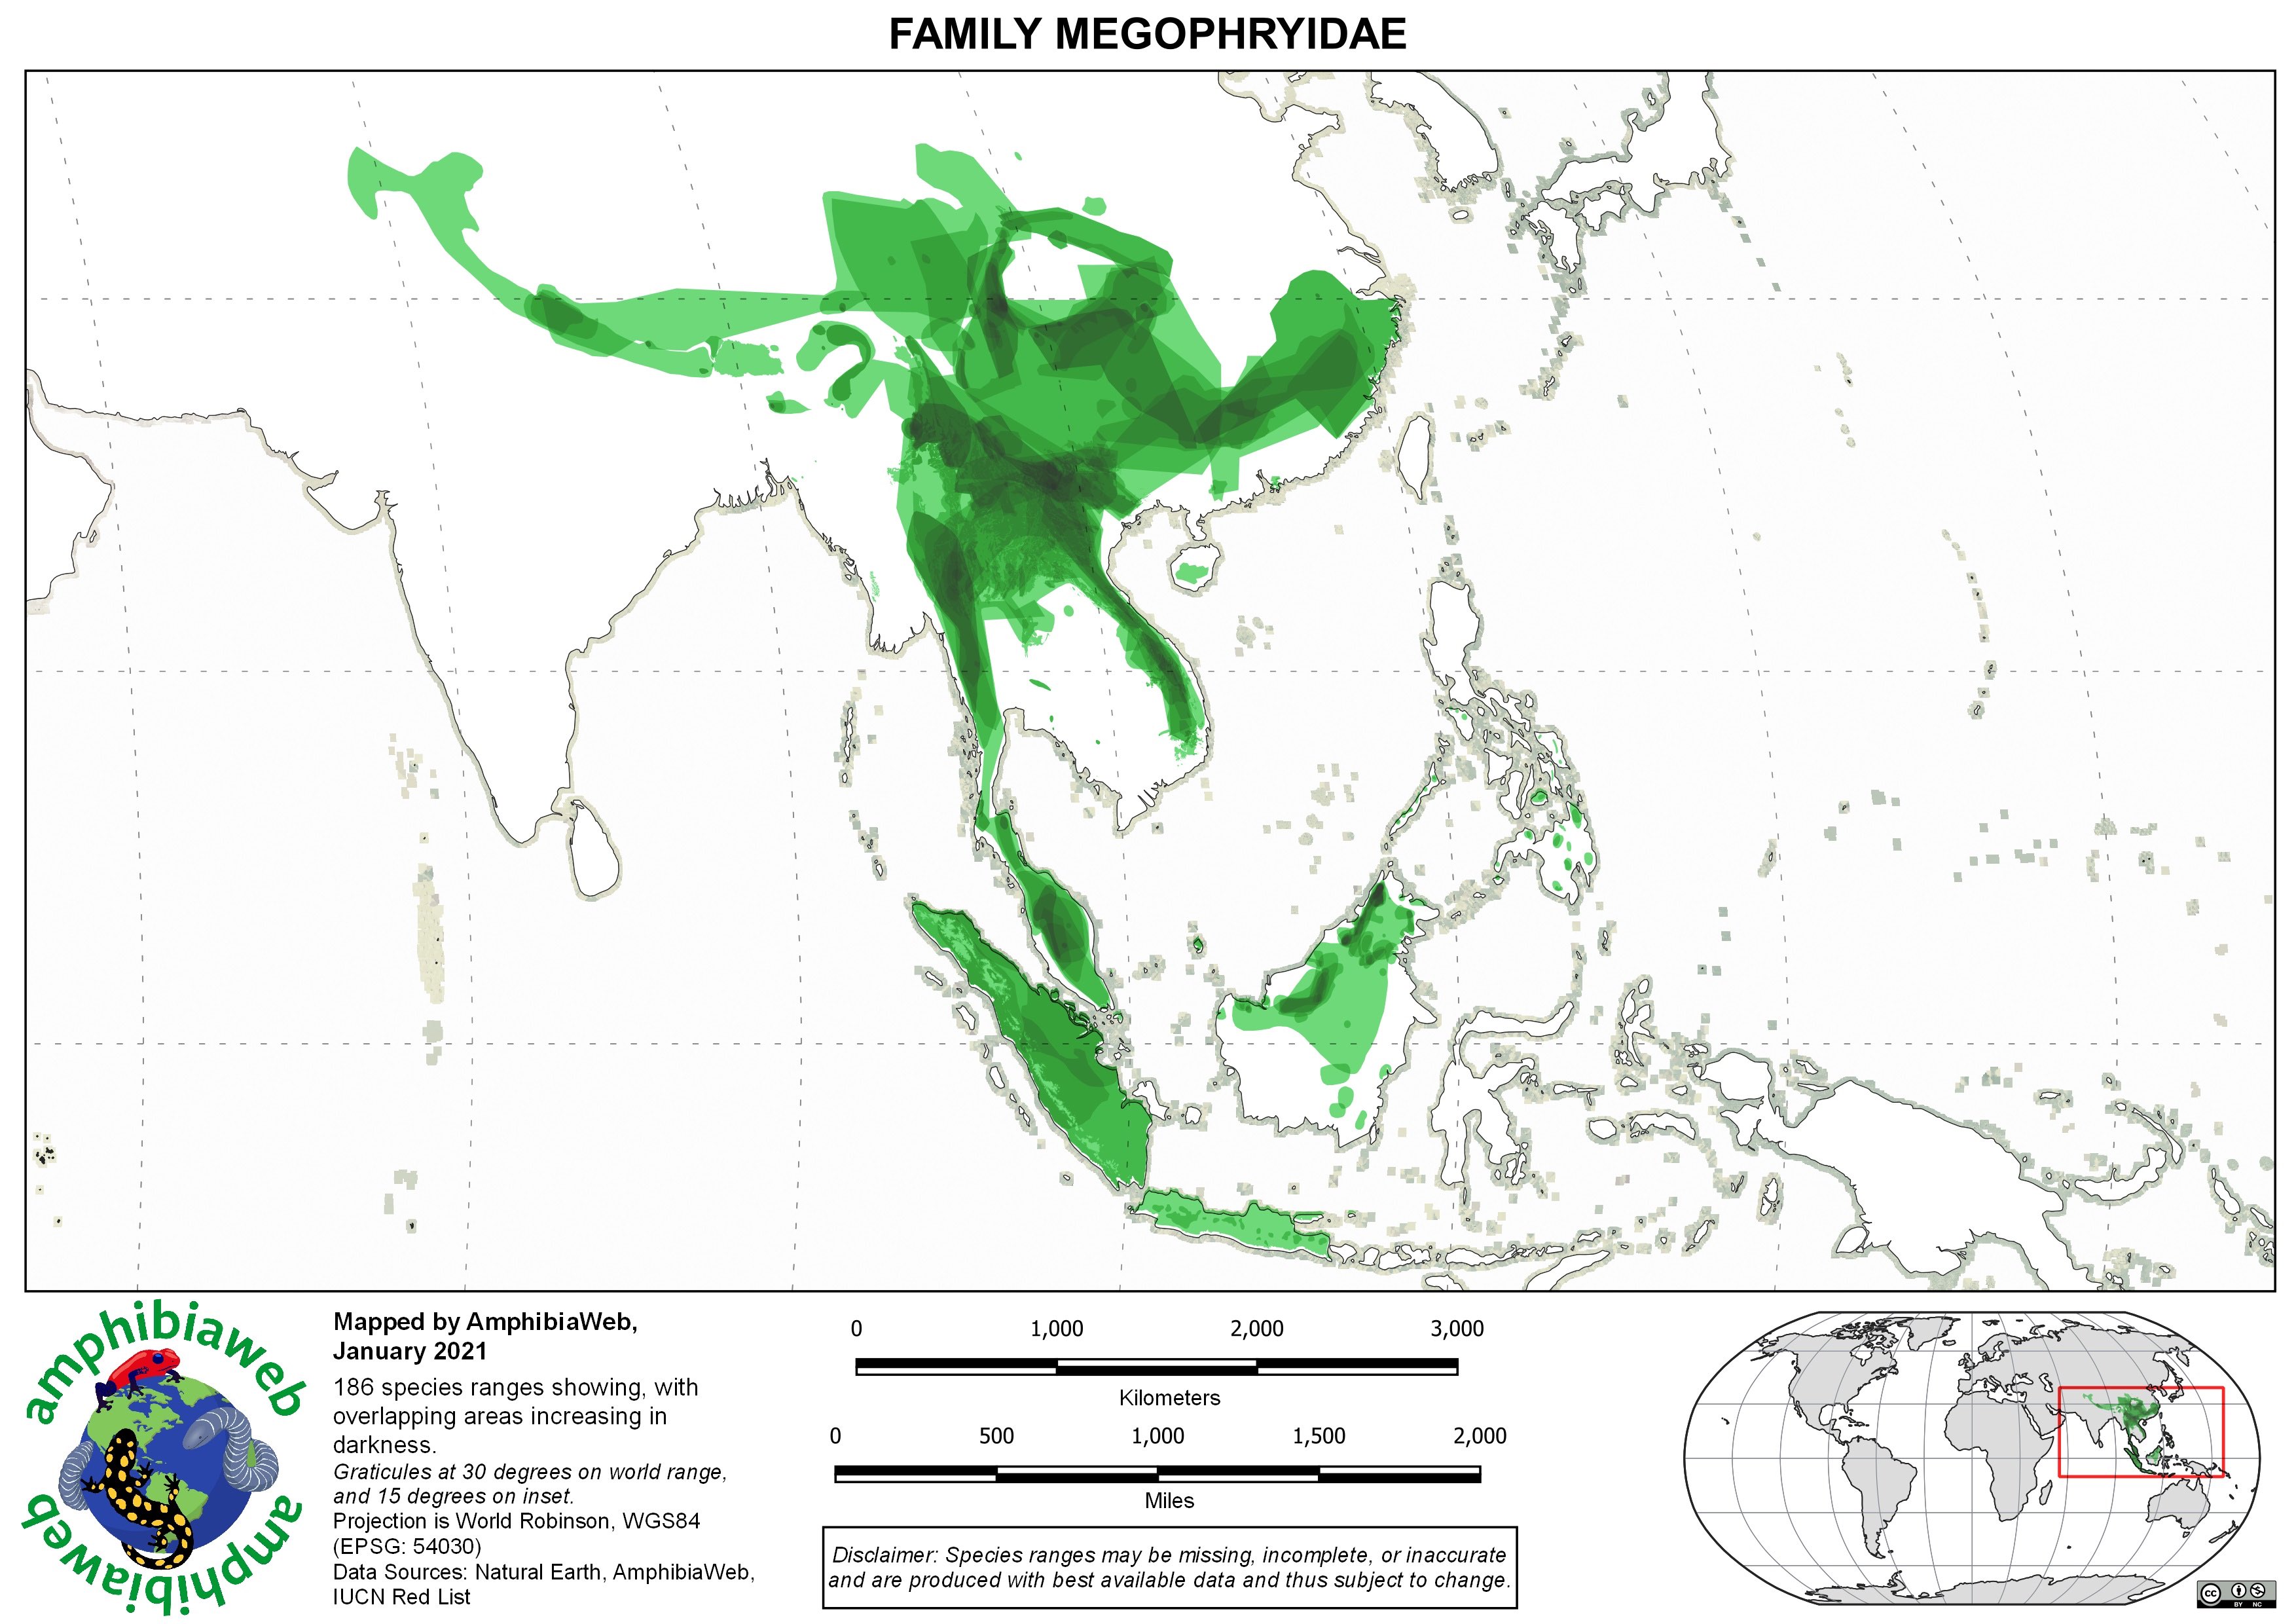 FAMILY MEGOPHRYIDAE
amphibiaweb
amphibiaweb
Mapped by AmphibiaWeb,
January 2021
186 species ranges showing, with
overlapping areas increasing in
darkness.
Graticules at 30 degrees on world range,
and 15 degrees on inset.
Projection is World Robinson, WGS84
(EPSG: 54030)
Data Sources: Natural Earth, AmphibiaWeb,
IUCN Red List
0 1,000 2,000 3,000
Kilometers
0 500 1,000 1,500 2,000
Miles
Disclaimer: Species ranges may be missing, incomplete, or inaccurate
and are produced with best available data and thus subject to change.
cc
BY NC